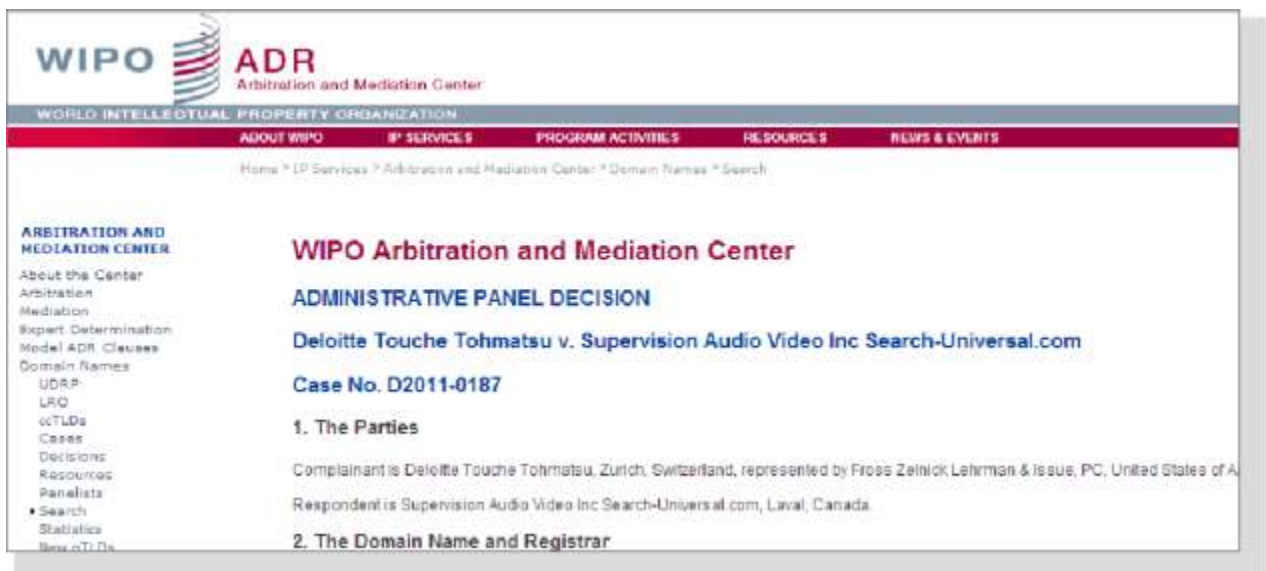 WIPO
ADR
Arbitration and Mediation Center
WORLD INTELLECTUAL PROPERTY ORGANIZATION
ABOUT WIPO IP SERVICES PROGRAM ACTIVITIES RESOURCES NEWS & EVENTS
Home > IP Services > Arbitration and Mediation Center > Domain Names > Search
ARBITRATION AND
MEDIATION CENTER
About the Center
Arbitration
Mediation
Expert Determination
Model ADR Clauses
Domain Names
UDRP
LRO
ccTLDs
Cases
Decisions
Resources
Panelists
Search
Statistics
New gTLDs
WIPO Arbitration and Mediation Center
ADMINISTRATIVE PANEL DECISION
Deloitte Touche Tohmatsu v. Supervision Audio Video Inc Search-Universal.com
Case No. D2011-0187
1. The Parties
Complainant is Deloitte Touche Tohmatsu, Zurich, Switzerland, represented by Fross Zelnick Lehrman & Issue, PC, United States of A
Respondent is Supervision Audio Video Inc Search-Universal.com, Laval, Canada.
2. The Domain Name and Registrar